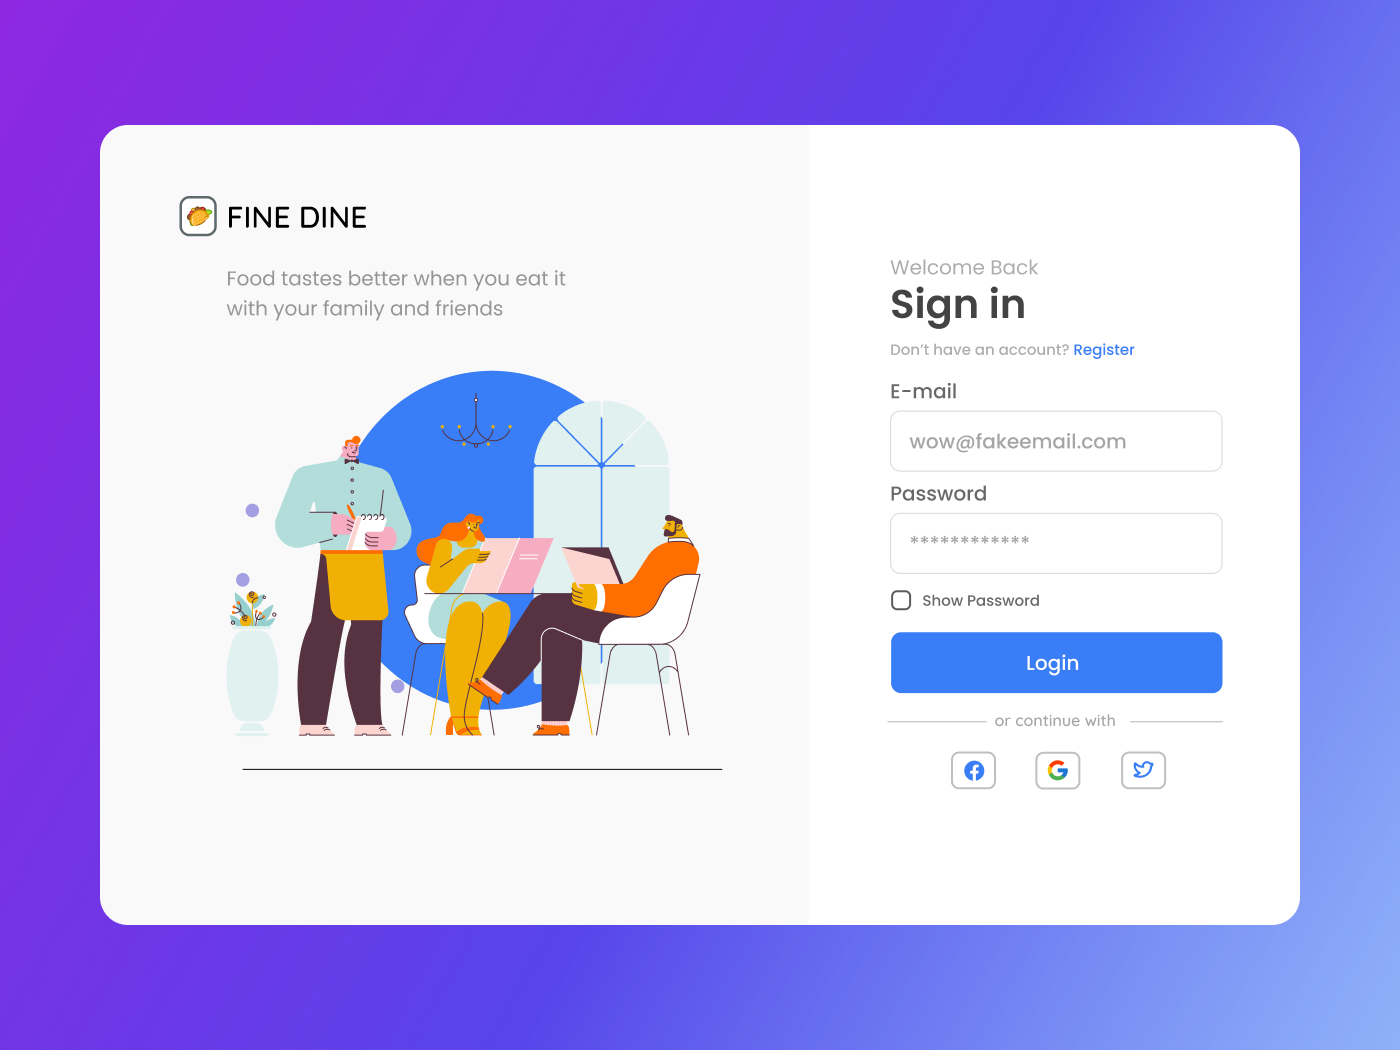 FINE DINE
Food tastes better when you eat it
with your family and friends
Welcome Back
Sign in
Don't have an account? Register
E-mail
wow@fakeemail.com
Password
************
Show Password
Login
or continue with